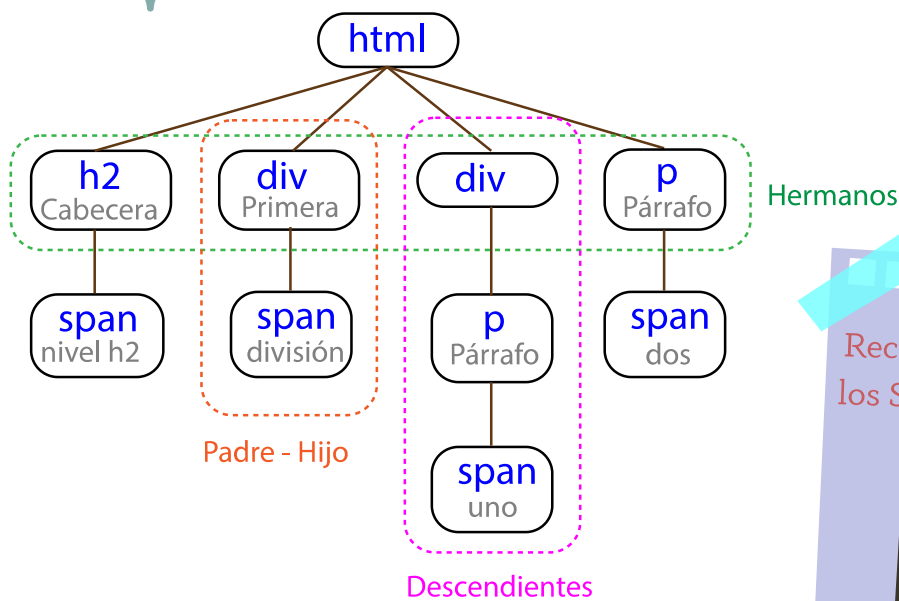 html
h2
Cabecera
div
Primera
div
p
Párrafo
Hermanos
span
nivel h2
span
división
p
Párrafo
span
dos
Padre - Hijo
span
uno
Descendientes
los